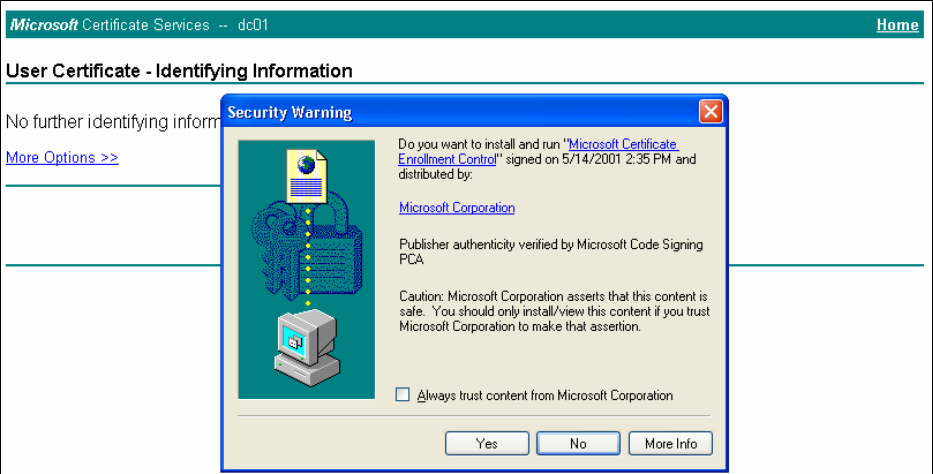 Microsoft Certificate Services -- dc01 Home
User Certificate - Identifying Information
No further identifying inform
More Options >>
Security Warning
Do you want to install and run "Microsoft Certificate
Enrollment Control" signed on 5/14/2001 2:35 PM and
distributed by:
Microsoft Corporation
Publisher authenticity verified by Microsoft Code Signing
PCA
Caution: Microsoft Corporation asserts that this content is
safe. You should only install/view this content if you trust
Microsoft Corporation to make that assertion.
Always trust content from Microsoft Corporation
Yes No More Info